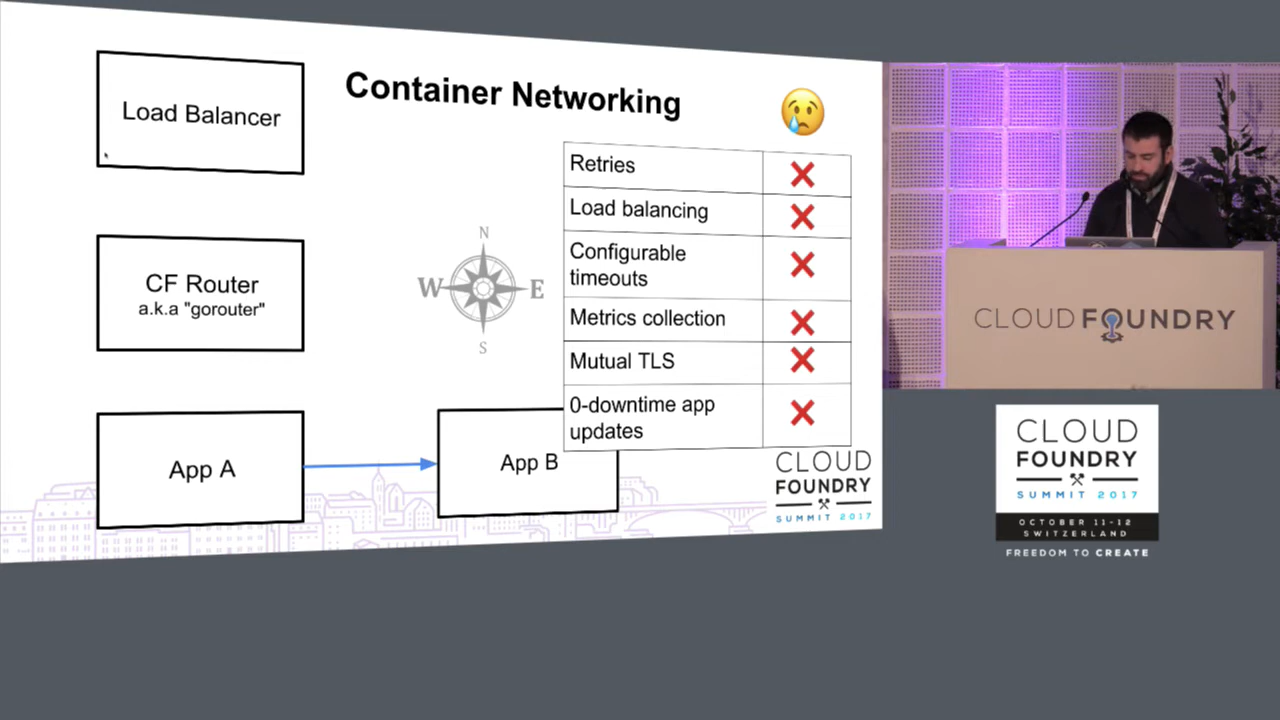 Container Networking
Load Balancer
CF Router
a.k.a "gorouter"
App A
App B
N
W
E
S
Retries
Load balancing
Configurable
timeouts
Metrics collection
Mutual TLS
0-downtime app
updates
CLOUD
FOUNDRY
SUMMIT 2017
CLOUD FOUNDRY
CLOUD
FOUNDRY
SUMMIT 2017
OCTOBER 11-12
SWITZERLAND
FREEDOM TO CREATE